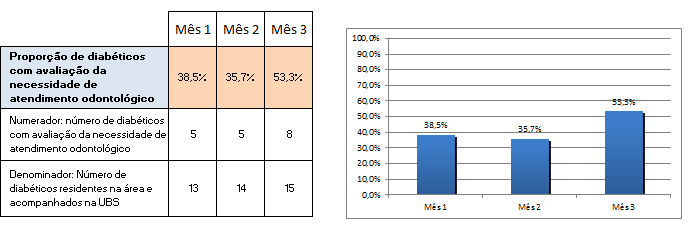 Mês 1 Mês 2 Mês 3
Proporção de diabéticos
com avaliação da
necessidade de
atendimento odontológico
38,5% 35,7% 53,3%
Numerador: número de diabéticos
com avaliação da necessidade de
atendimento odontológico
5 5 8
Denominador: Número de
diabéticos residentes na área e
acompanhados na UBS
13 14 15
100,0%
90,0%
80,0%
70,0%
60,0%
50,0%
40,0%
30,0%
20,0%
10,0%
0,0%
38,5% 35,7% 53,3%
Mês 1 Mês 2 Mês 3